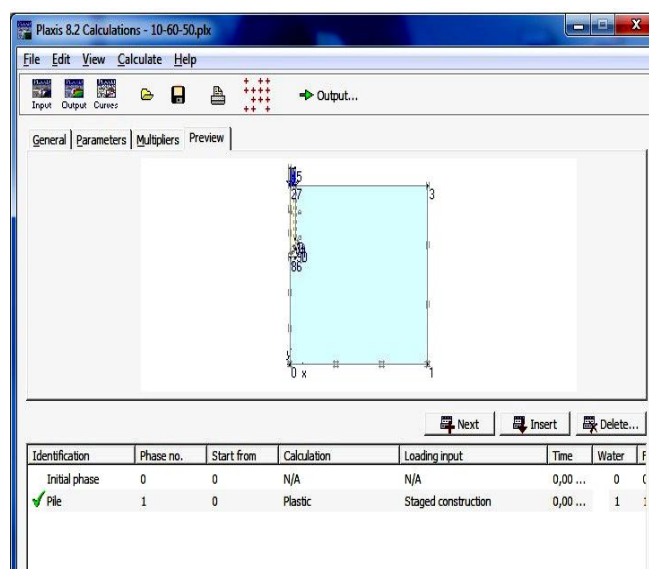 Plaxis 8.2 Calculations - 10-60-50.plx
File Edit View Calculate Help
Input Output Curves Output...
General Parameters Multipliers Preview
27 3
86
y
0 x 1
Next Insert Delete...
Identification Phase no. Start from Calculation Loading input Time Water F
Initial phase 0 0 N/A N/A 0,00 ... 0
Pile 1 0 Plastic Staged construction 0,00 ... 1